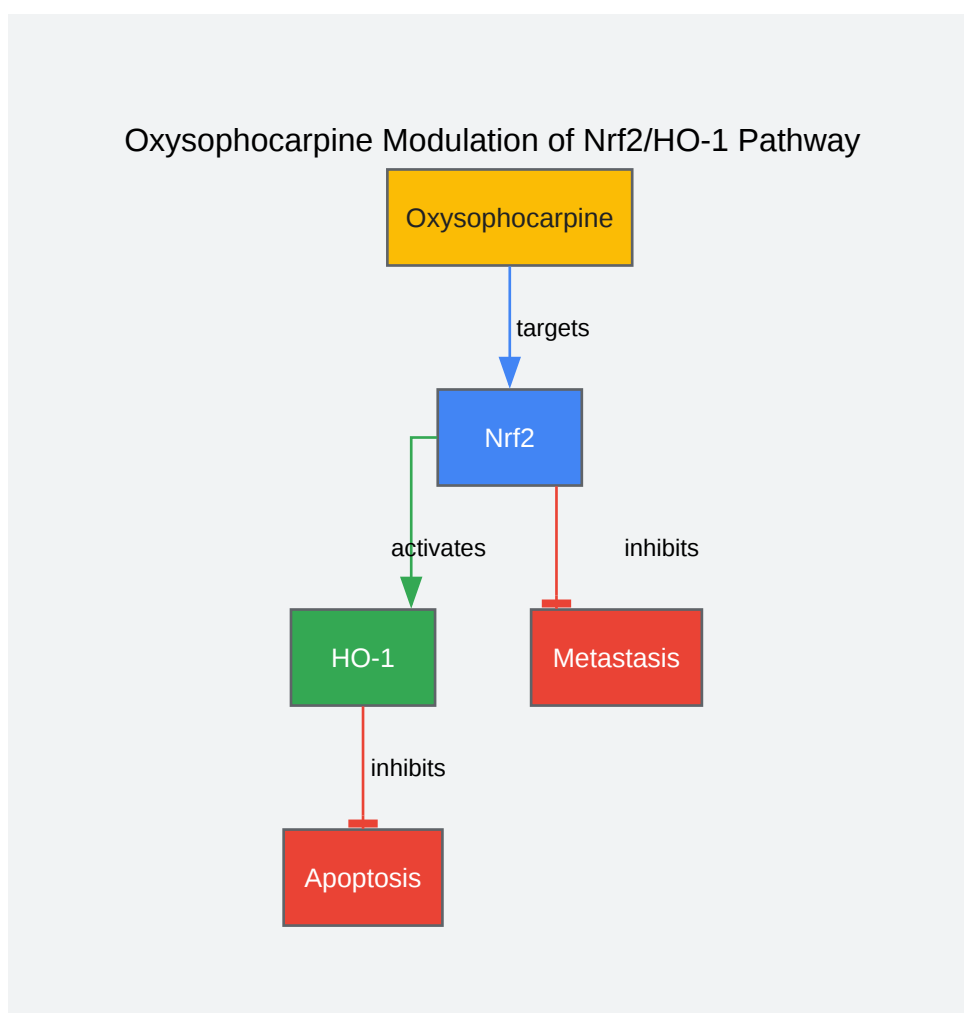 Oxysophocarpine Modulation of Nrf2/HO-1 Pathway
Oxysophocarpine
targets
Nrf2
activates
inhibits
HO-1
Metastasis
inhibits
Apoptosis